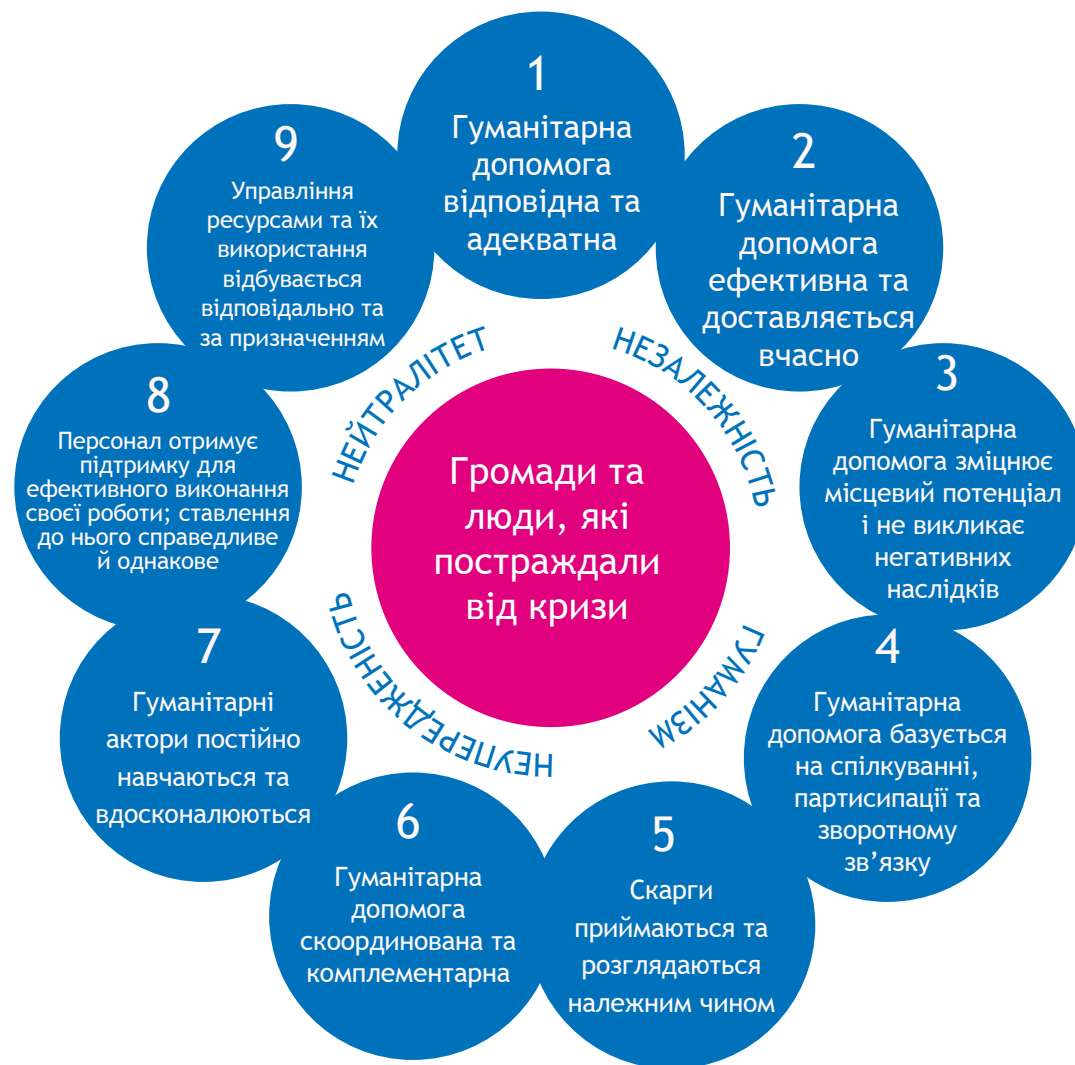 1
Гуманітарна
допомога
відповідна та
адекватна
2
Гуманітарна
допомога
ефективна та
доставляється
вчасно
3
Гуманітарна
допомога зміцнює
місцевий потенціал
і не викликає
негативних
наслідків
4
Гуманітарна
допомога базується
на спілкуванні,
партисипації та
зворотному
зв’язку
5
Скарги
приймаються та
розглядаються
належним чином
6
Гуманітарна
допомога
скоординована та
комплементарна
7
Гуманітарні
актори постійно
навчаються та
вдосконалюються
8
Персонал отримує
підтримку для
ефективного виконання
своєї роботи; ставлення
до нього справедливе
й однакове
9
Управління
ресурсами та їх
використання
відбувається
відповідально та
за призначенням
НЕЙТРАЛІТЕТ
НЕЗАЛЕЖНІСТЬ
ГУМАНІЗМ
НЕУПЕРЕДЖЕНІСТЬ
Громади та
люди, які
постраждали
від кризи